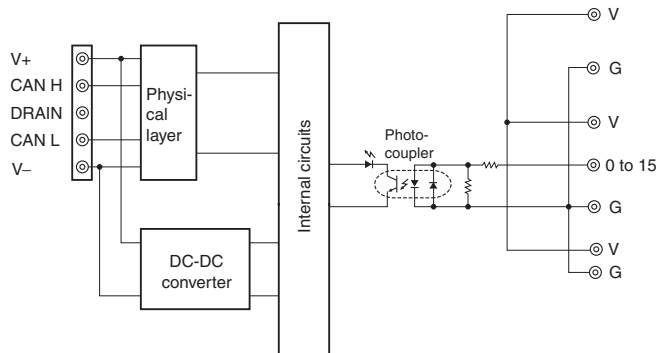 V+
CAN H
DRAIN
CAN L
V–
Physi-
cal
layer
DC-DC
converter
Internal circuits
Photo-
coupler
V
G
V
0 to 15
G
V
G